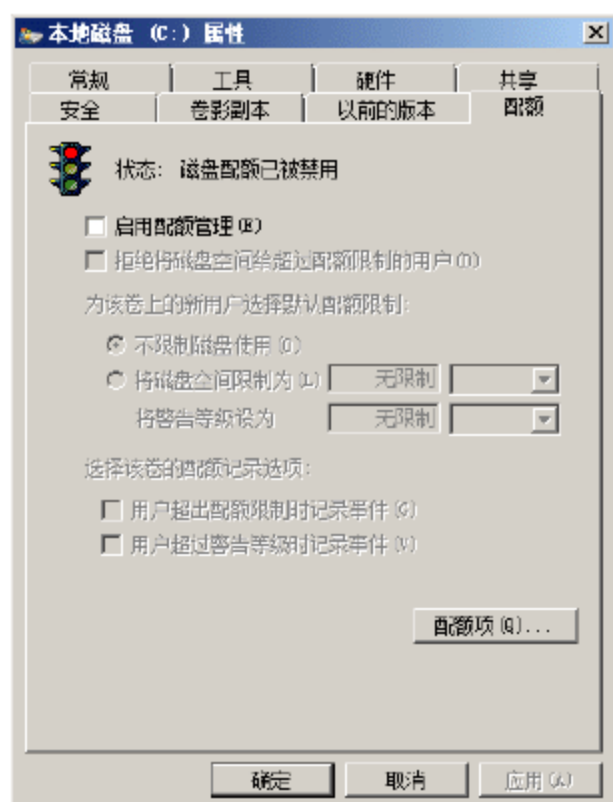 本地磁盘 (C:) 属性
常规 工具 硬件 共享
安全 卷影副本 以前的版本 配额
状态: 磁盘配额已被禁用
启用配额管理(E)
拒绝将磁盘空间给超过配额限制的用户(D)
为该卷上的新用户选择默认配额限制:
不限制磁盘使用(O)
将磁盘空间限制为(L) 无限制
将警告等级设为 无限制
选择该卷的配额记录选项:
用户超出配额限制时记录事件(G)
用户超过警告等级时记录事件(V)
配额项(Q)...
确定 取消 应用(A)